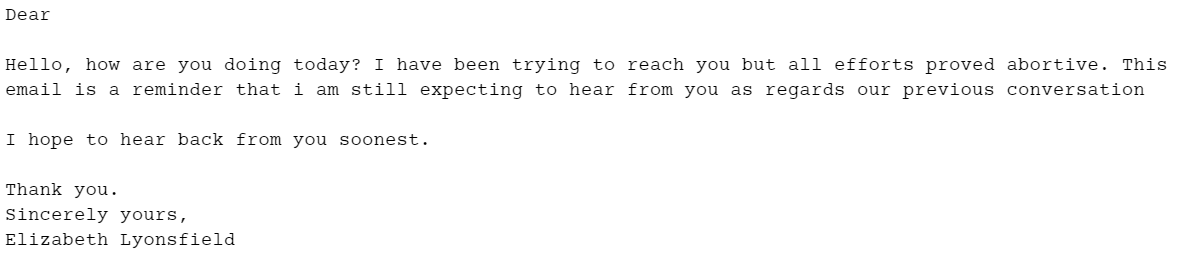 Dear
Hello, how are you doing today? I have been trying to reach you but all efforts proved abortive. This
email is a reminder that i am still expecting to hear from you as regards our previous conversation
I hope to hear back from you soonest.
Thank you.
Sincerely yours,
Elizabeth Lyonsfield